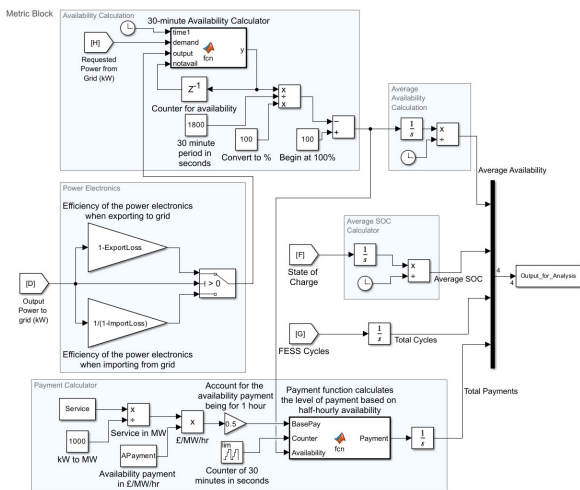 Metric Block
Availability Calculation
30-minute Availability Calculator
[H]
Requested
Power from
Grid (kW)
time1
demand
output
notavail
fcn
y
Z-1
Counter for availability
1800
30 minute
period in
seconds
×
÷
×
100
Convert to %
100
Begin at 100%
−
+
Average
Availability
Calculation
1
s
×
÷
Average Availability
Power Electronics
Efficiency of the power electronics
when exporting to grid
1-ExportLoss
[D]
Output
Power to
grid (kW)
> 0
1/(1-ImportLoss)
Efficiency of the power electronics
when importing from grid
Average SOC
Calculator
[F]
State of
Charge
1
s
×
÷
Average SOC
[G]
FESS Cycles
1
s
Total Cycles
4
4
Output_for_Analysis
Total Payments
Payment Calculator
Service
1000
kW to MW
×
÷
Service in MW
APayment
Availability payment
in £/MW/hr
×
£/MW/hr
Account for the
availability payment
being for 1 hour
0.5
lim
Counter of 30
minutes in seconds
Payment function calculates
the level of payment based on
half-hourly availability
BasePay
Counter
Availability
fcn
Payment
1
s